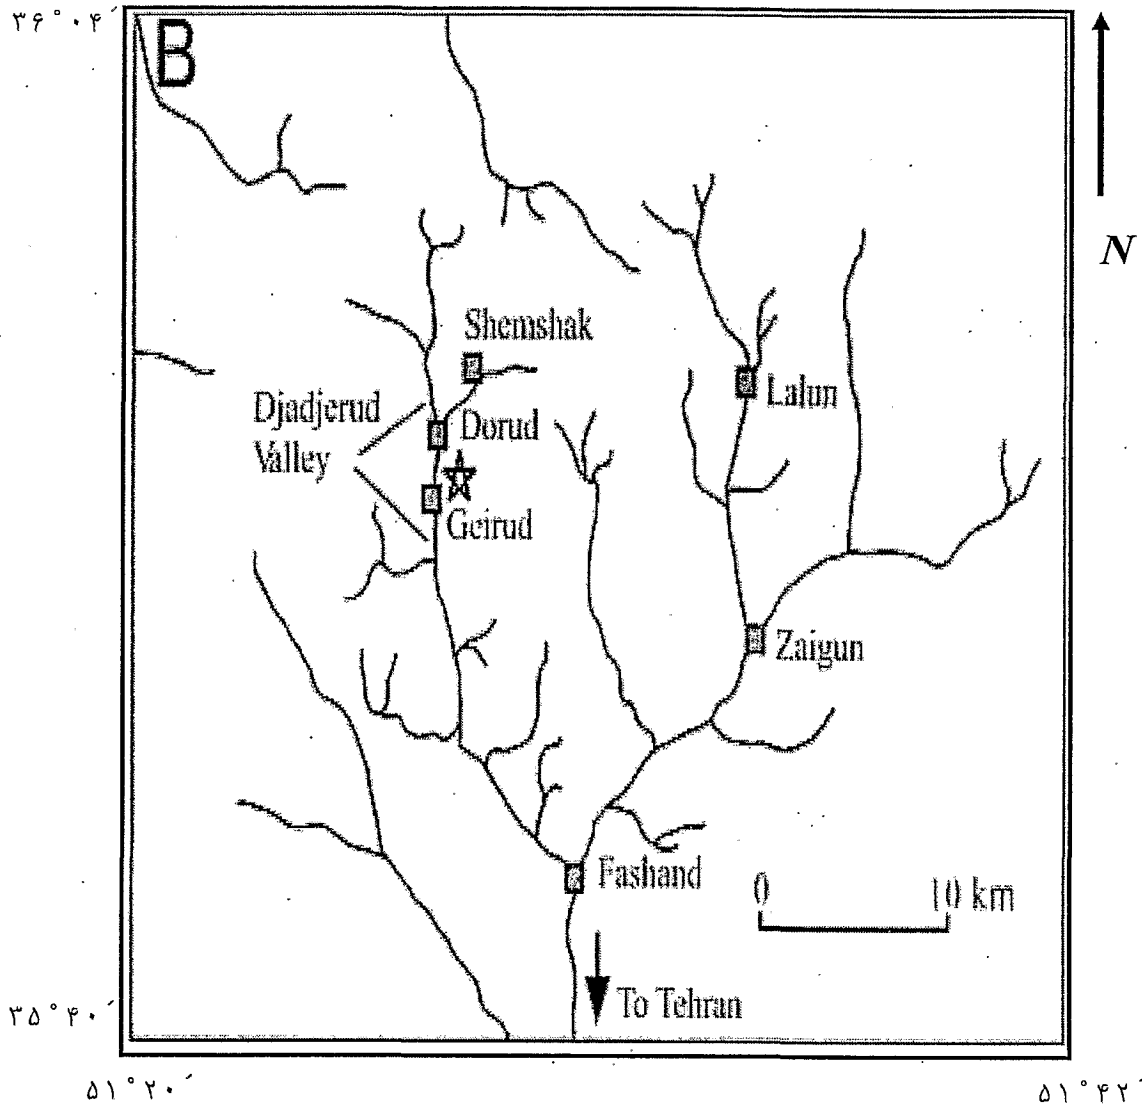 ۳۶°۰۴´
B
N
Shemshak
Djadjerud
Valley
Lalun
Dorud
Geirud
Zaigun
Fashand
0 10 km
To Tehran
۳۵°۴۰´
۵۱°۲۰´
۵۱°۴۲´